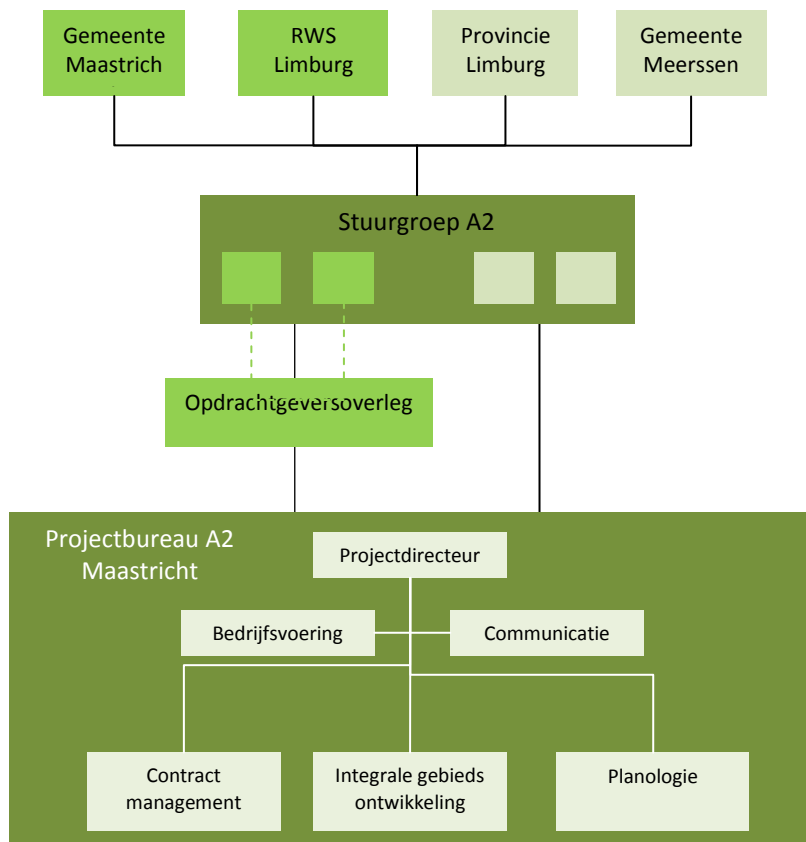 Gemeente
Maastrich
RWS
Limburg
Provincie
Limburg
Gemeente
Meerssen
Stuurgroep A2
Opdrachtgeversoverleg
Projectbureau A2
Maastricht
Projectdirecteur
Bedrijfsvoering
Communicatie
Contract
management
Integrale gebieds
ontwikkeling
Planologie